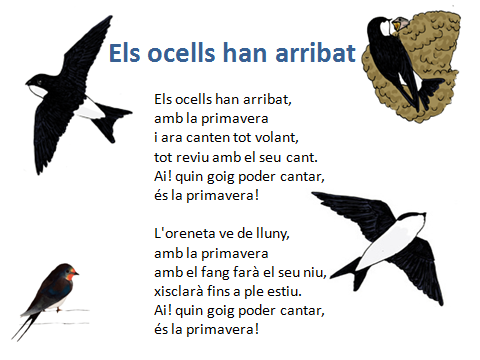 Els ocells han arribat
Els ocells han arribat,
amb la primavera
i ara canten tot volant,
tot reviu amb el seu cant.
Ai! quin goig poder cantar,
és la primavera!
L'oreneta ve de lluny,
amb la primavera
amb el fang farà el seu niu,
xisclarà fins a ple estiu.
Ai! quin goig poder cantar,
és la primavera!